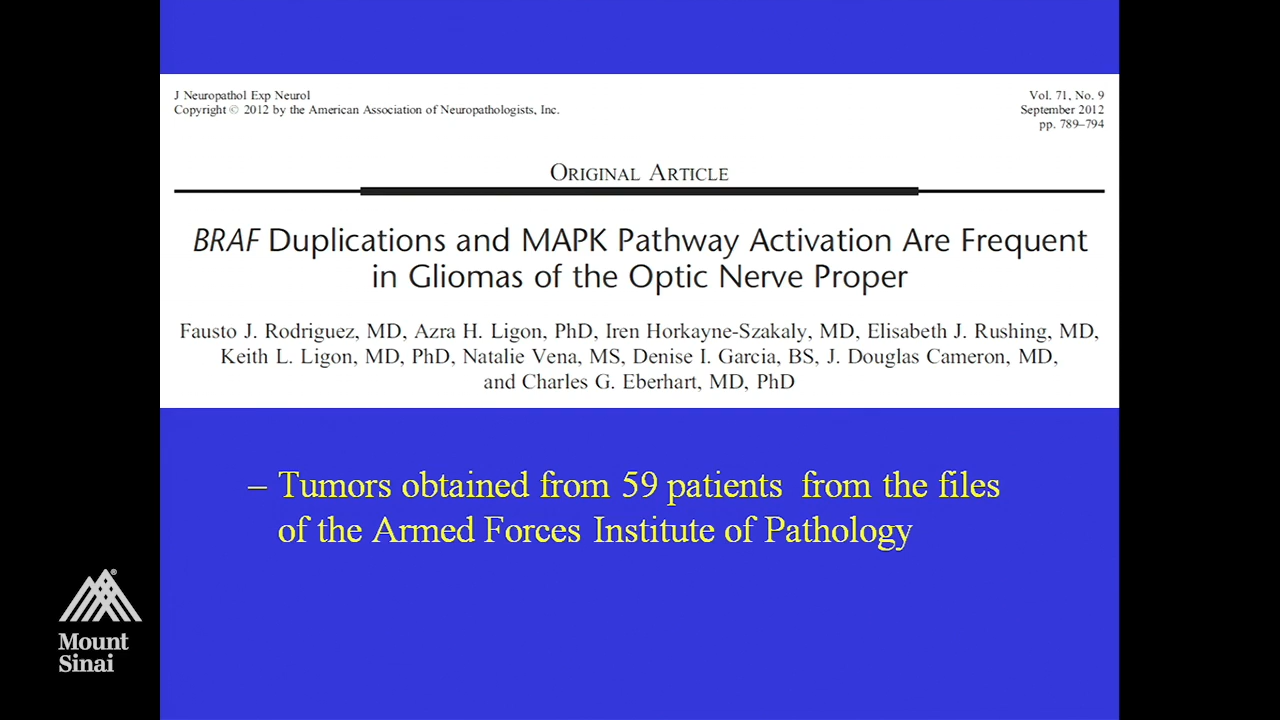 J Neuropathol Exp Neurol
Copyright © 2012 by the American Association of Neuropathologists, Inc.
Vol. 71, No. 9
September 2012
pp. 789–794
ORIGINAL ARTICLE
BRAF Duplications and MAPK Pathway Activation Are Frequent
in Gliomas of the Optic Nerve Proper
Fausto J. Rodriguez, MD, Azra H. Ligon, PhD, Iren Horkayne-Szakaly, MD, Elisabeth J. Rushing, MD,
Keith L. Ligon, MD, PhD, Natalie Vena, MS, Denise I. Garcia, BS, J. Douglas Cameron, MD,
and Charles G. Eberhart, MD, PhD
– Tumors obtained from 59 patients from the files
of the Armed Forces Institute of Pathology
®
Mount
Sinai